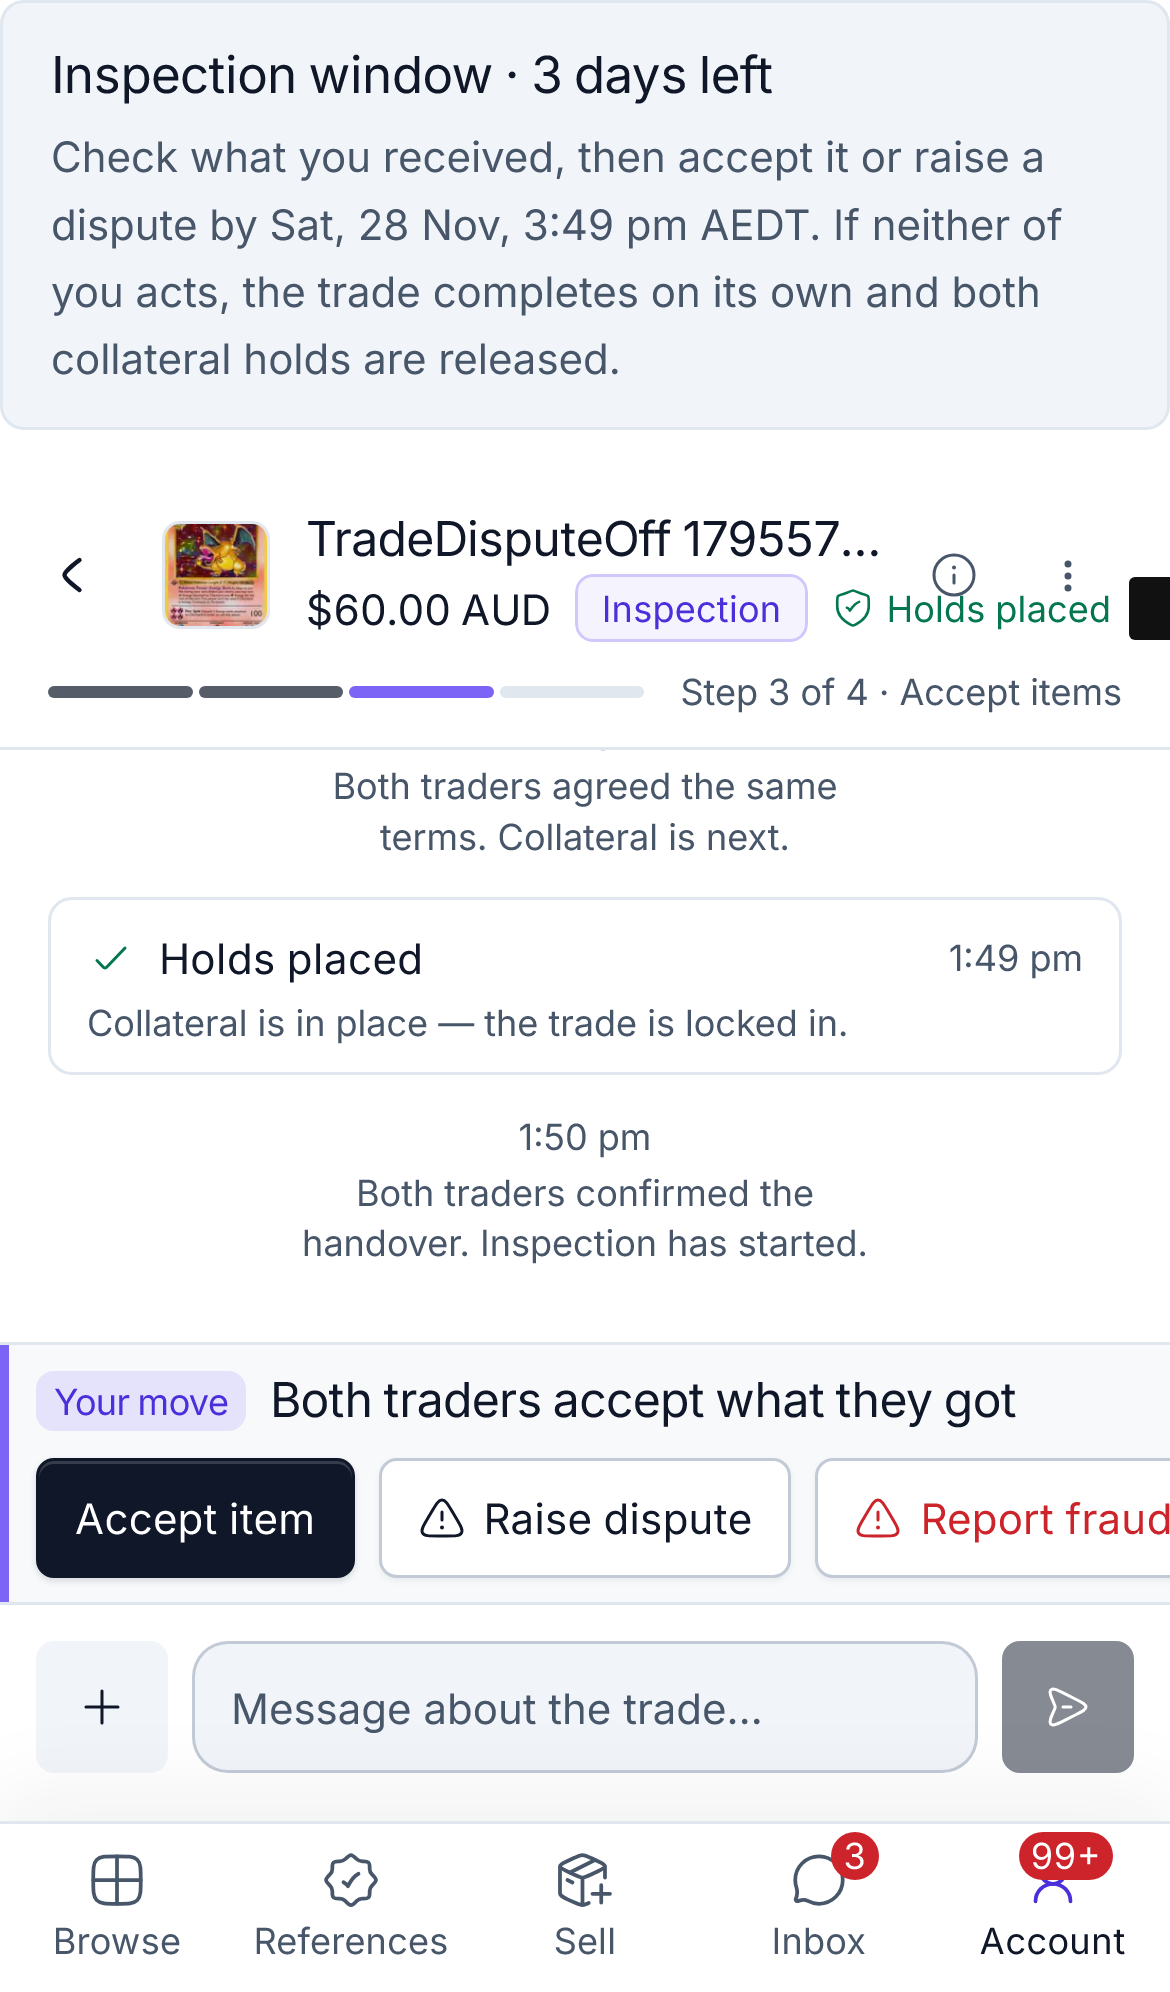 Inspection window · 3 days left
Check what you received, then accept it or raise a
dispute by Sat, 28 Nov, 3:49 pm AEDT. If neither of
you acts, the trade completes on its own and both
collateral holds are released.
TradeDisputeOff 179557...
$60.00 AUD Inspection Holds placed
Step 3 of 4 · Accept items
Both traders agreed the same
terms. Collateral is next.
Holds placed 1:49 pm
Collateral is in place — the trade is locked in.
1:50 pm
Both traders confirmed the
handover. Inspection has started.
Your move Both traders accept what they got
Accept item Raise dispute Report fraud
Message about the trade...
3 99+
Browse References Sell Inbox Account